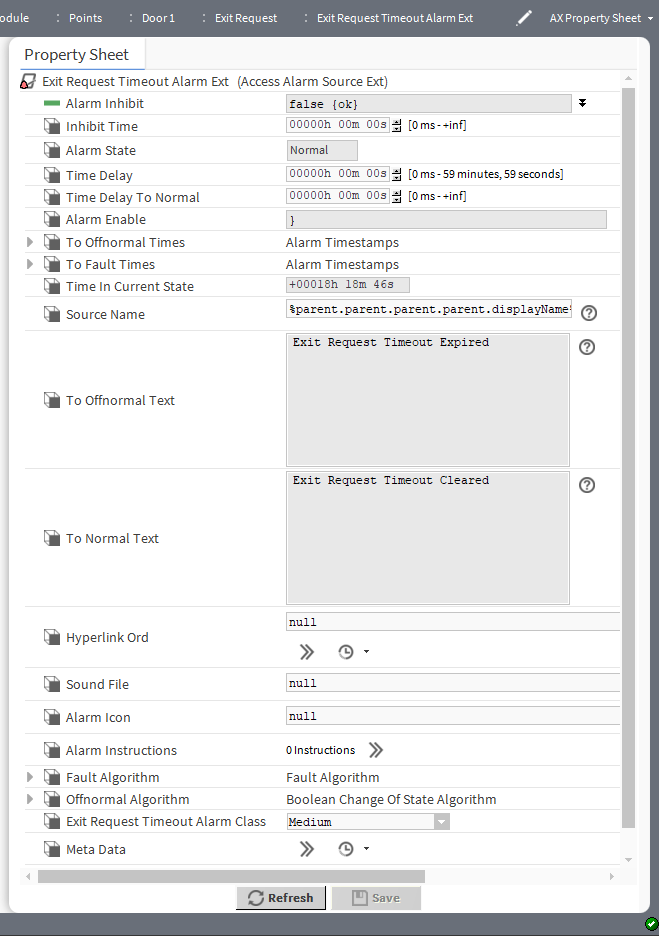 odule : Points : Door 1 : Exit Request : Exit Request Timeout Alarm Ext AX Property Sheet
Property Sheet
Exit Request Timeout Alarm Ext (Access Alarm Source Ext)
Alarm Inhibit false {ok}
Inhibit Time 00000h 00m 00s [0 ms - +inf]
Alarm State Normal
Time Delay 00000h 00m 00s [0 ms - 59 minutes, 59 seconds]
Time Delay To Normal 00000h 00m 00s [0 ms - +inf]
Alarm Enable }
To Offnormal Times Alarm Timestamps
To Fault Times Alarm Timestamps
Time In Current State +00018h 18m 46s
Source Name %parent.parent.parent.parent.displayName%
To Offnormal Text Exit Request Timeout Expired
To Normal Text Exit Request Timeout Cleared
Hyperlink Ord null
Sound File null
Alarm Icon null
Alarm Instructions 0 Instructions
Fault Algorithm Fault Algorithm
Offnormal Algorithm Boolean Change Of State Algorithm
Exit Request Timeout Alarm Class Medium
Meta Data
Refresh Save